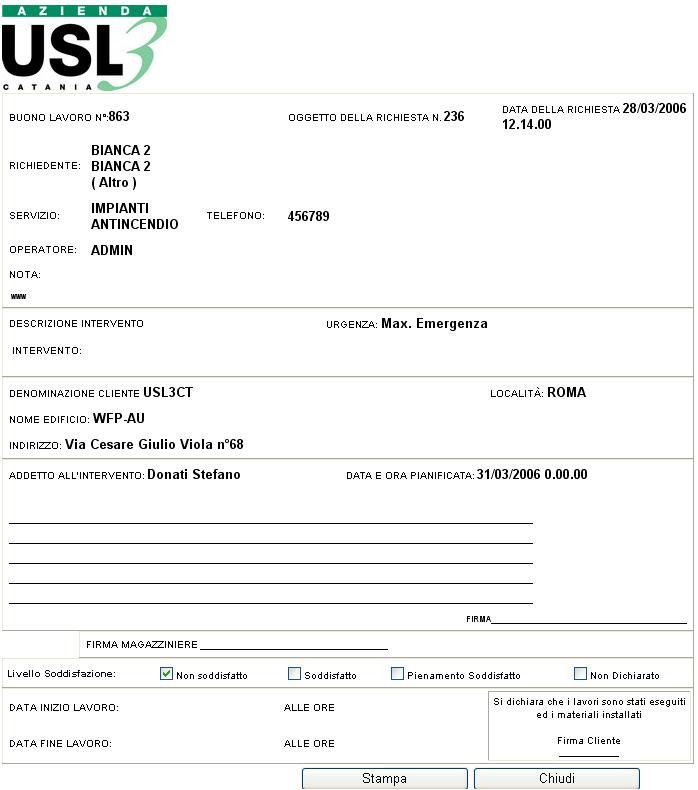 AZIENDA
USL3
CATANIA
BUONO LAVORO N°:863 OGGETTO DELLA RICHIESTA N. 236 DATA DELLA RICHIESTA 28/03/2006
12.14.00
RICHIEDENTE: BIANCA 2
BIANCA 2
( Altro )
SERVIZIO: IMPIANTI
ANTINCENDIO TELEFONO: 456789
OPERATORE: ADMIN
NOTA:
www
DESCRIZIONE INTERVENTO URGENZA: Max. Emergenza
INTERVENTO:
DENOMINAZIONE CLIENTE USL3CT LOCALITÀ: ROMA
NOME EDIFICIO: WFP-AU
INDIRIZZO: Via Cesare Giulio Viola n°68
ADDETTO ALL'INTERVENTO: Donati Stefano DATA E ORA PIANIFICATA: 31/03/2006 0.00.00
FIRMA
FIRMA MAGAZZINIERE
Livello Soddisfazione: Non soddisfatto Soddisfatto Pienamento Soddisfatto Non Dichiarato
DATA INIZIO LAVORO: ALLE ORE
DATA FINE LAVORO: ALLE ORE
Si dichiara che i lavori sono stati eseguiti
ed i materiali installati
Firma Cliente
Stampa Chiudi